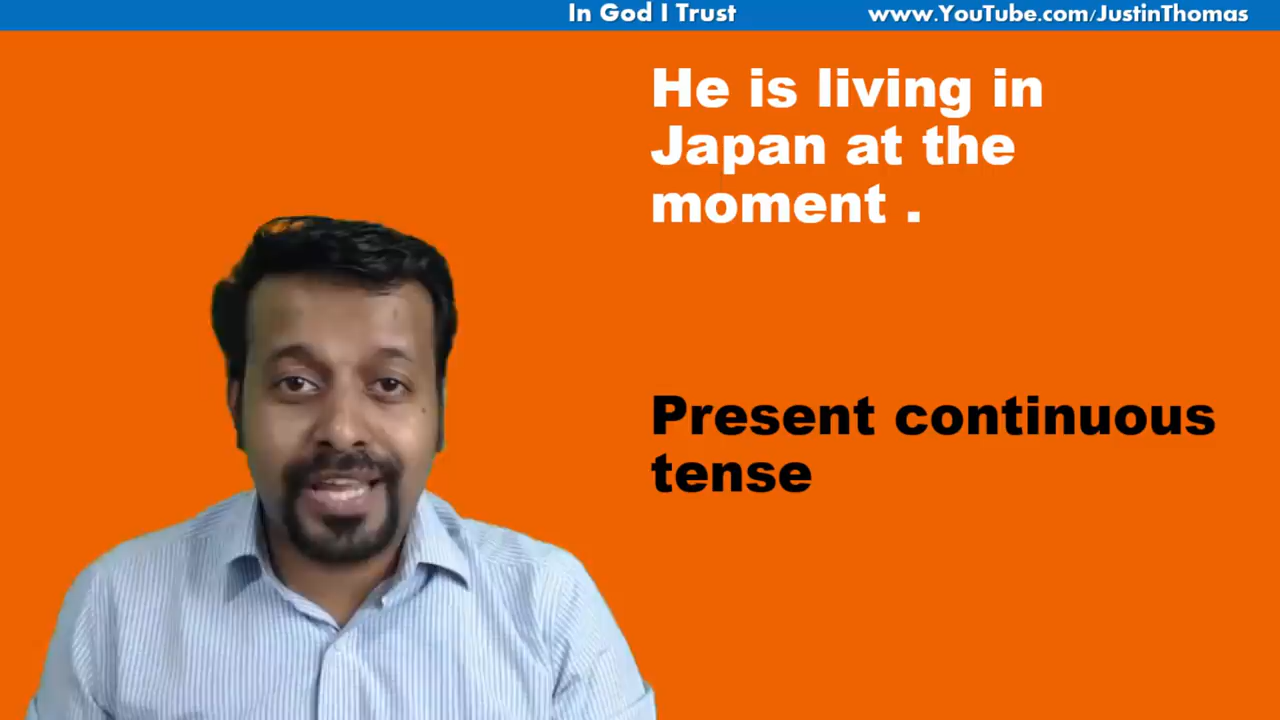 In God I Trust
www.YouTube.com/JustinThomas
He is living in
Japan at the
moment .
Present continuous
tense